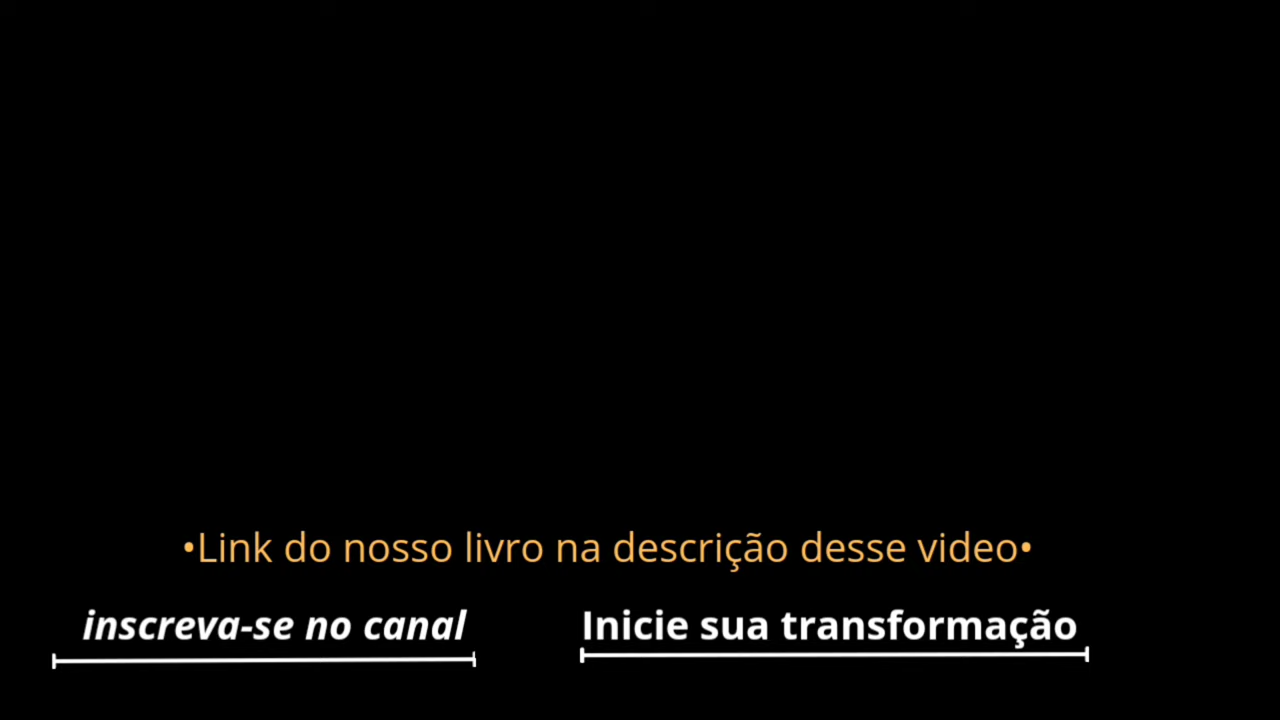 •Link do nosso livro na descrição desse video•
inscreva-se no canal
Inicie sua transformação